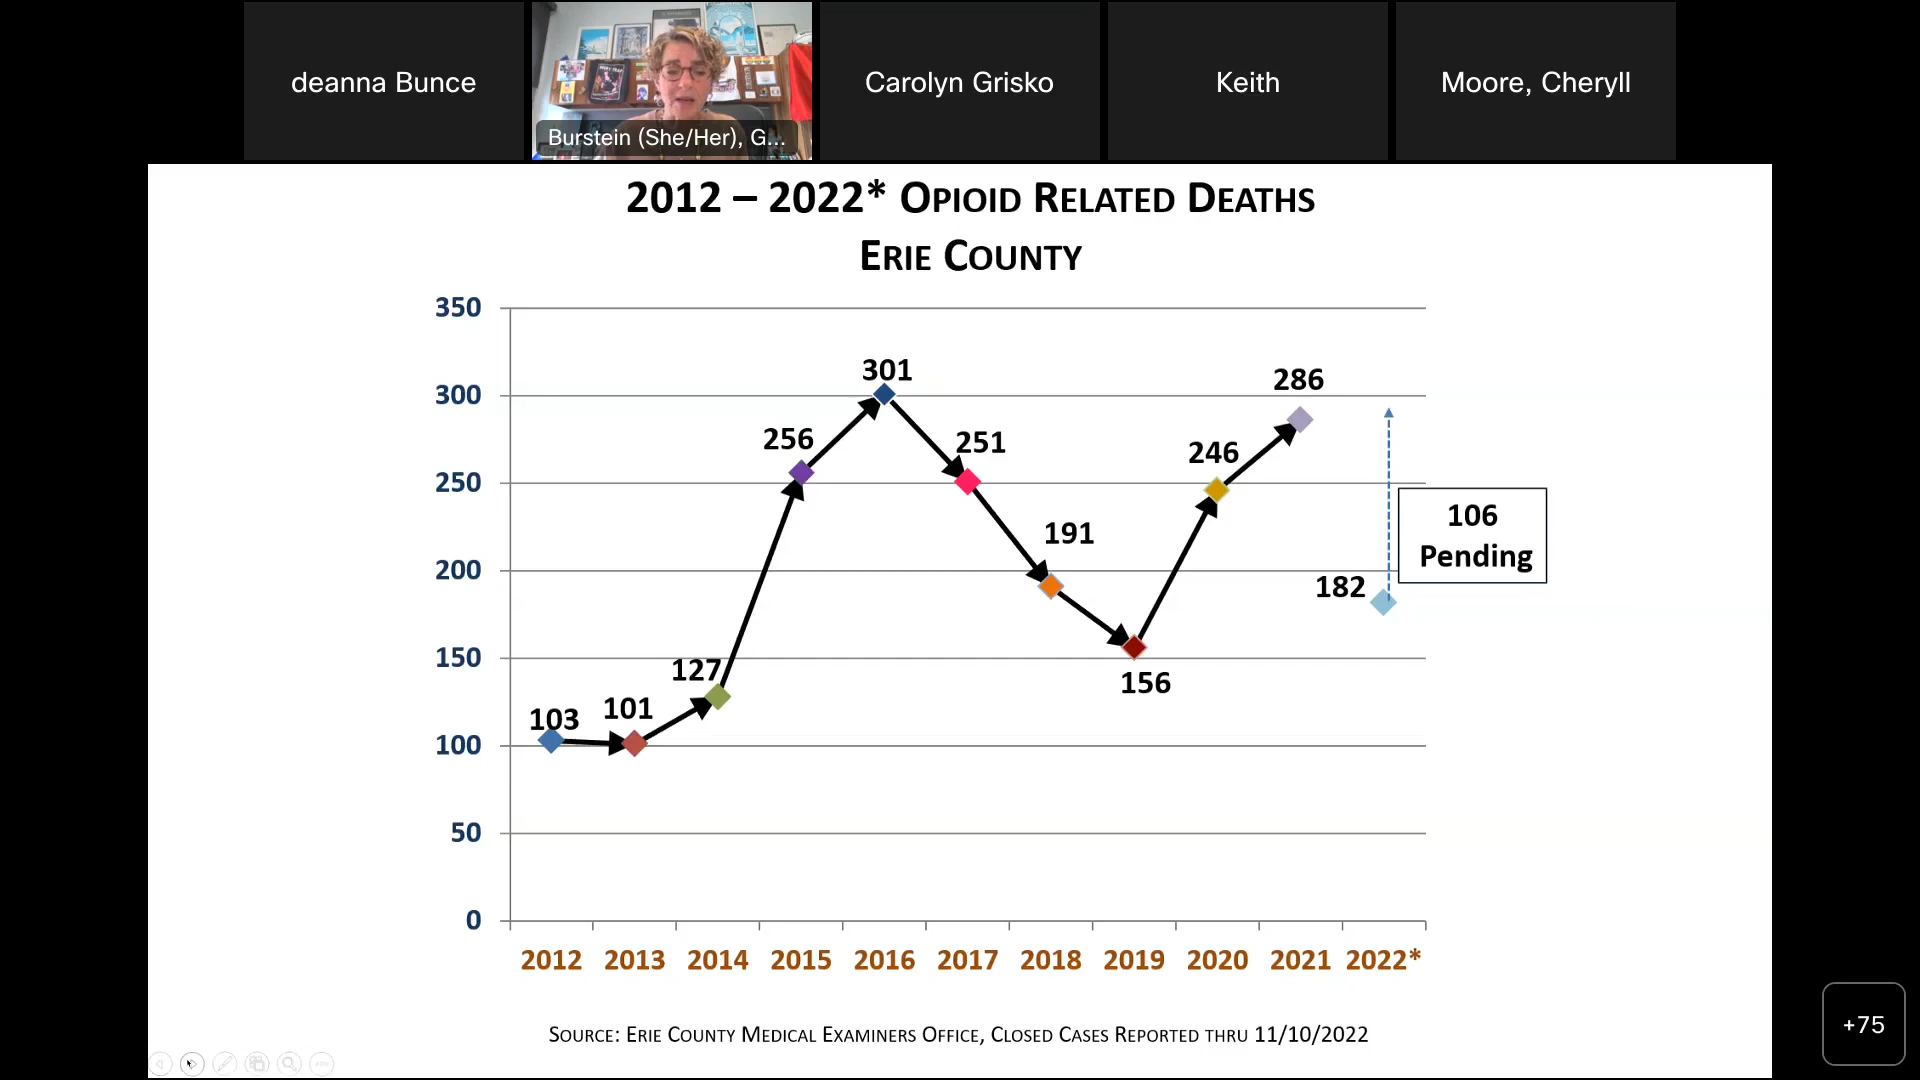 deanna Bunce
Burstein (She/Her), G...
Carolyn Grisko
Keith
Moore, Cheryll
2012 – 2022* Opioid Related Deaths
Erie County
350
300
250
200
150
100
50
0
103
101
127
256
301
251
191
156
246
286
182
106
Pending
2012 2013 2014 2015 2016 2017 2018 2019 2020 2021 2022*
Source: Erie County Medical Examiners Office, Closed Cases Reported thru 11/10/2022
+75